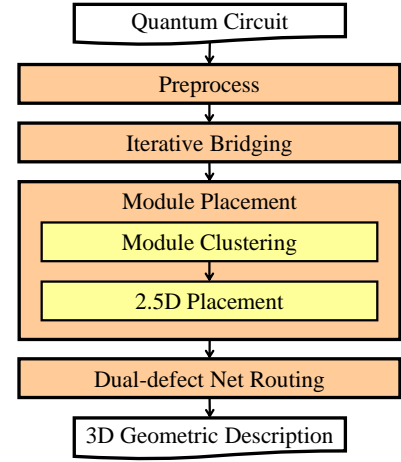 Quantum Circuit
Preprocess
Iterative Bridging
Module Placement
Module Clustering
2.5D Placement
Dual-defect Net Routing
3D Geometric Description